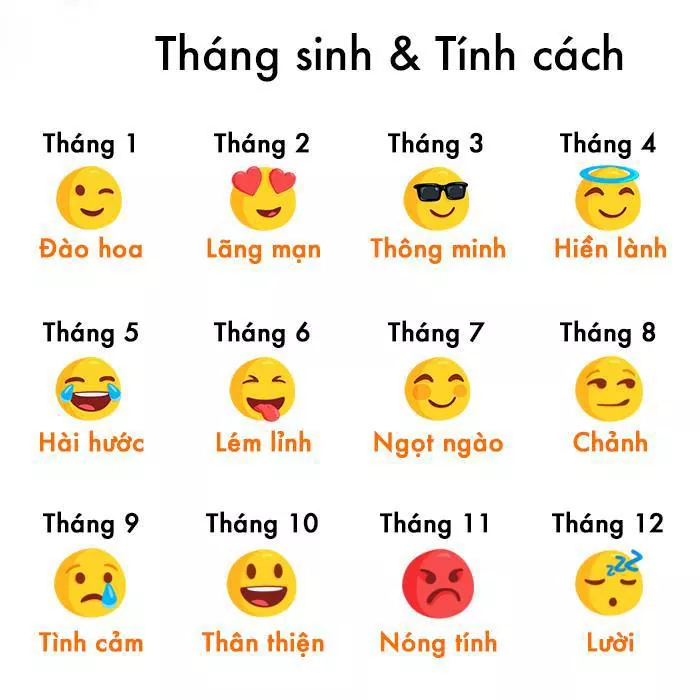 Tháng sinh & Tính cách
Tháng 1 Tháng 2 Tháng 3 Tháng 4
Đào hoa Lãng mạn Thông minh Hiền lành
Tháng 5 Tháng 6 Tháng 7 Tháng 8
Hài hước Lém lỉnh Ngọt ngào Chảnh
Tháng 9 Tháng 10 Tháng 11 Tháng 12
zzZ
Tình cảm Thân thiện Nóng tính Lười